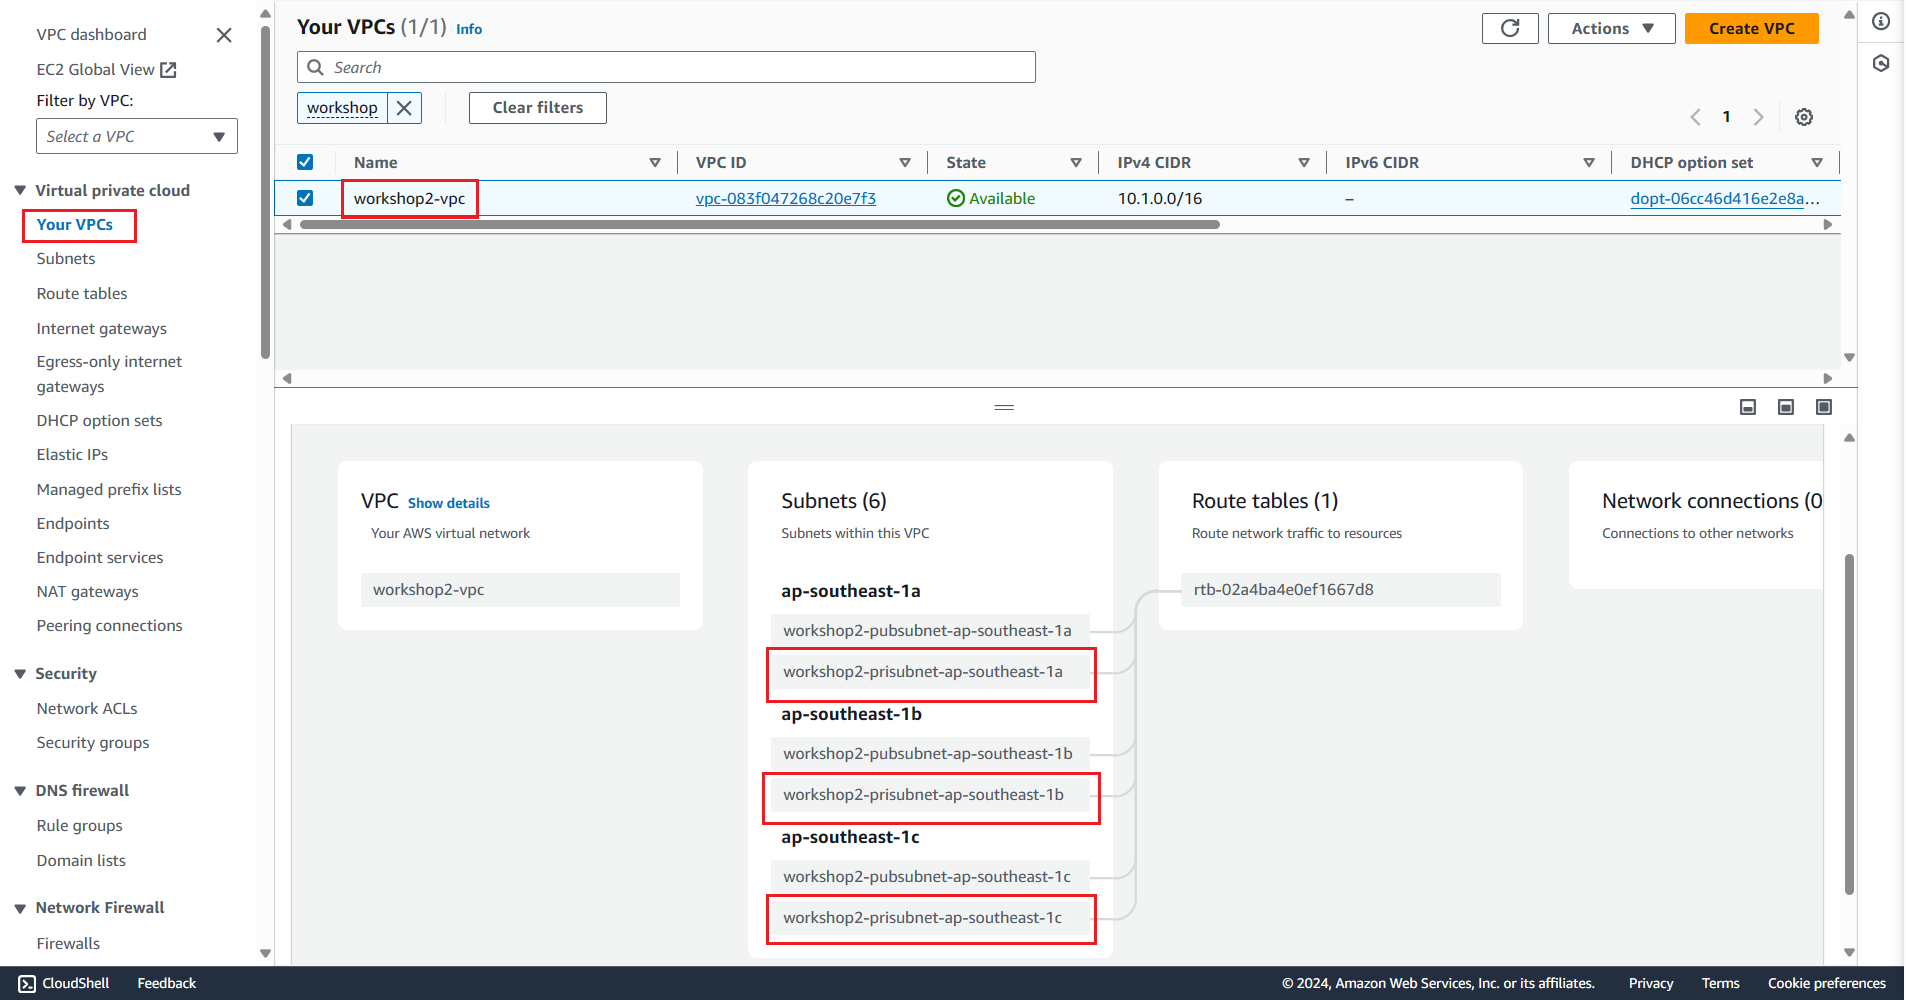 VPC dashboard
EC2 Global View
Filter by VPC:
Select a VPC
Virtual private cloud
Your VPCs
Subnets
Route tables
Internet gateways
Egress-only internet
gateways
DHCP option sets
Elastic IPs
Managed prefix lists
Endpoints
Endpoint services
NAT gateways
Peering connections
Security
Network ACLs
Security groups
DNS firewall
Rule groups
Domain lists
Network Firewall
Firewalls
Your VPCs (1/1) Info
Actions
Create VPC
Search
workshop
Clear filters
1
Name VPC ID State IPv4 CIDR IPv6 CIDR DHCP option set
workshop2-vpc vpc-083f047268c20e7f3 Available 10.1.0.0/16 – dopt-06cc46d416e2e8a...
VPC Show details
Your AWS virtual network
workshop2-vpc
Subnets (6)
Subnets within this VPC
ap-southeast-1a
workshop2-pubsubnet-ap-southeast-1a
workshop2-prisubnet-ap-southeast-1a
ap-southeast-1b
workshop2-pubsubnet-ap-southeast-1b
workshop2-prisubnet-ap-southeast-1b
ap-southeast-1c
workshop2-pubsubnet-ap-southeast-1c
workshop2-prisubnet-ap-southeast-1c
Route tables (1)
Route network traffic to resources
rtb-02a4ba4e0ef1667d8
Network connections (0
Connections to other networks
CloudShell Feedback © 2024, Amazon Web Services, Inc. or its affiliates. Privacy Terms Cookie preferences